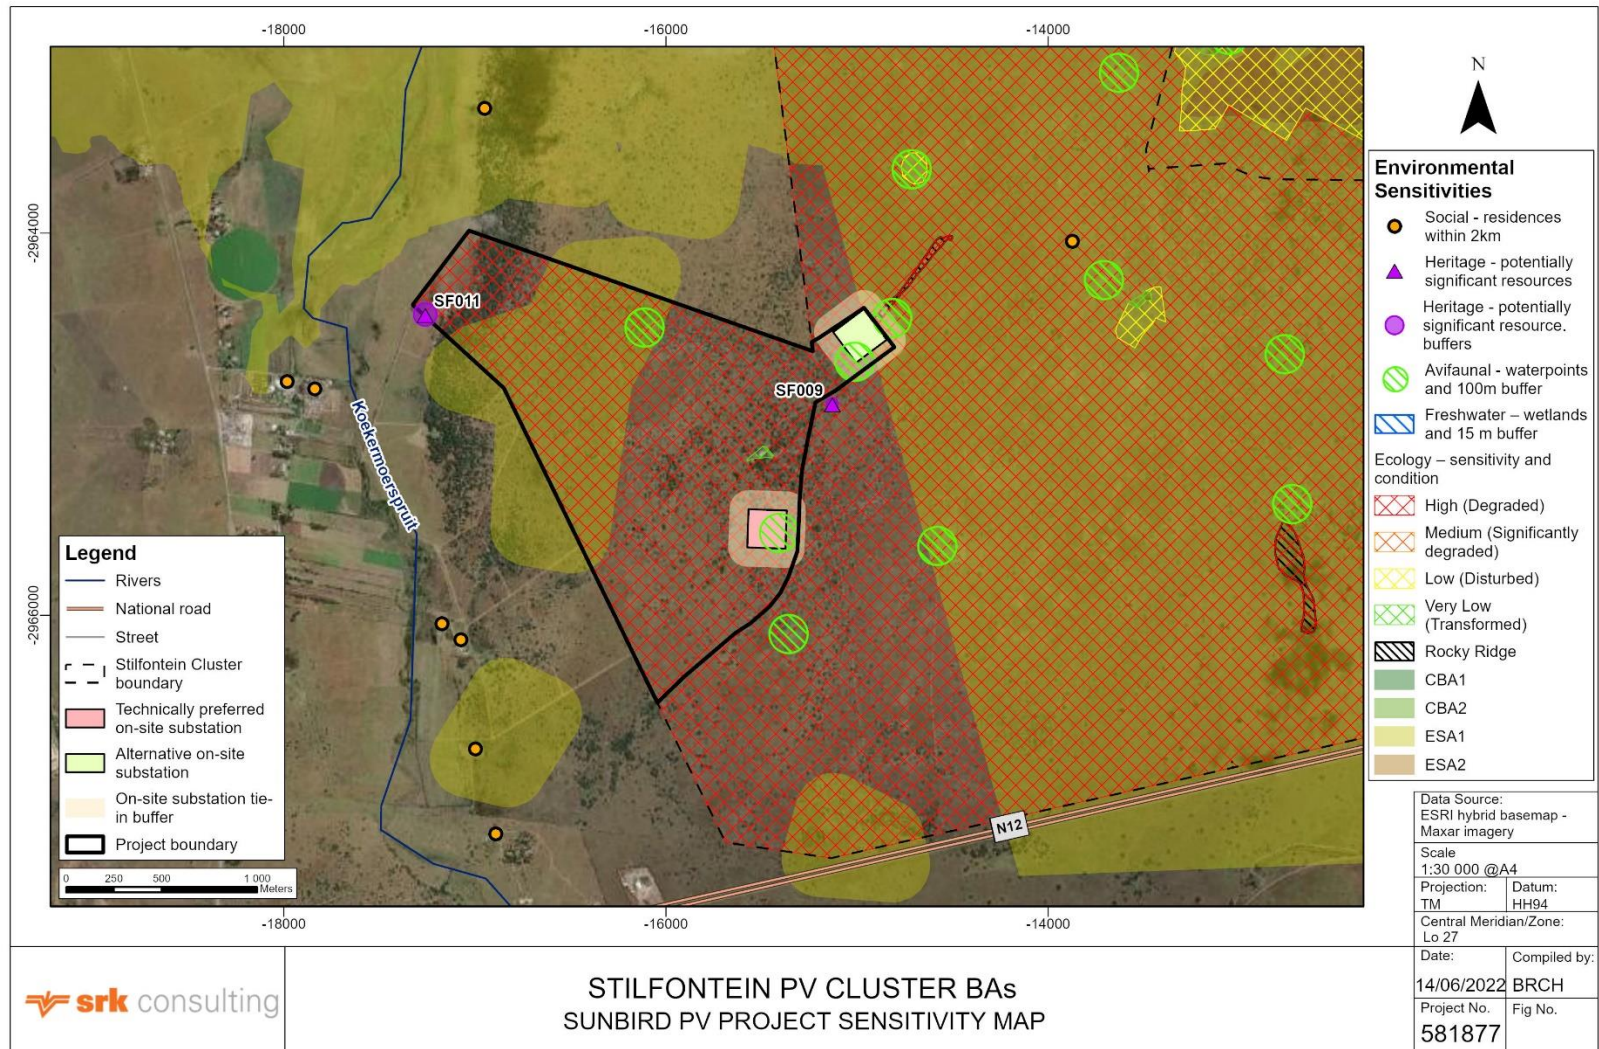 -18000
-16000
-14000
-2964000
-2966000
SF011
SF009
Koekermoerspruit
N12
Legend
Rivers
National road
Street
Stilfontein Cluster
boundary
Technically preferred
on-site substation
Alternative on-site
substation
On-site substation tie-
in buffer
Project boundary
0 250 500 1 000
Meters
-18000
-16000
-14000
N
Environmental
Sensitivities
Social - residences
within 2km
Heritage - potentially
significant resources
Heritage - potentially
significant resource.
buffers
Avifaunal - waterpoints
and 100m buffer
Freshwater – wetlands
and 15 m buffer
Ecology – sensitivity and
condition
High (Degraded)
Medium (Significantly
degraded)
Low (Disturbed)
Very Low
(Transformed)
Rocky Ridge
CBA1
CBA2
ESA1
ESA2
Data Source:
ESRI hybrid basemap -
Maxar imagery
Scale
1:30 000 @A4
Projection:
TM
Datum:
HH94
Central Meridian/Zone:
Lo 27
Date:
14/06/2022
Compiled by:
BRCH
Project No.
581877
Fig No.
srk consulting
STILFONTEIN PV CLUSTER BAs
SUNBIRD PV PROJECT SENSITIVITY MAP